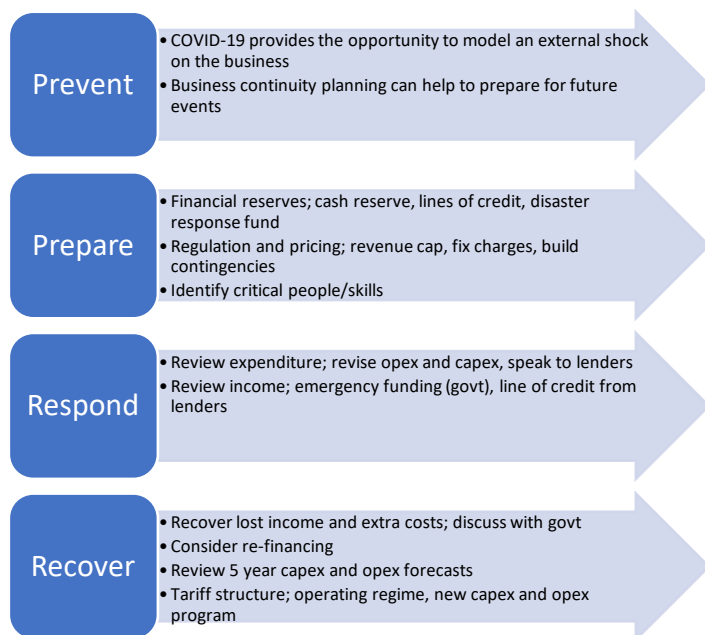 Prevent
• COVID-19 provides the opportunity to model an external shock
on the business
• Business continuity planning can help to prepare for future
events
Prepare
• Financial reserves; cash reserve, lines of credit, disaster
response fund
• Regulation and pricing; revenue cap, fix charges, build
contingencies
• Identify critical people/skills
Respond
• Review expenditure; revise opex and capex, speak to lenders
• Review income; emergency funding (govt), line of credit from
lenders
Recover
• Recover lost income and extra costs; discuss with govt
• Consider re-financing
• Review 5 year capex and opex forecasts
• Tariff structure; operating regime, new capex and opex
program